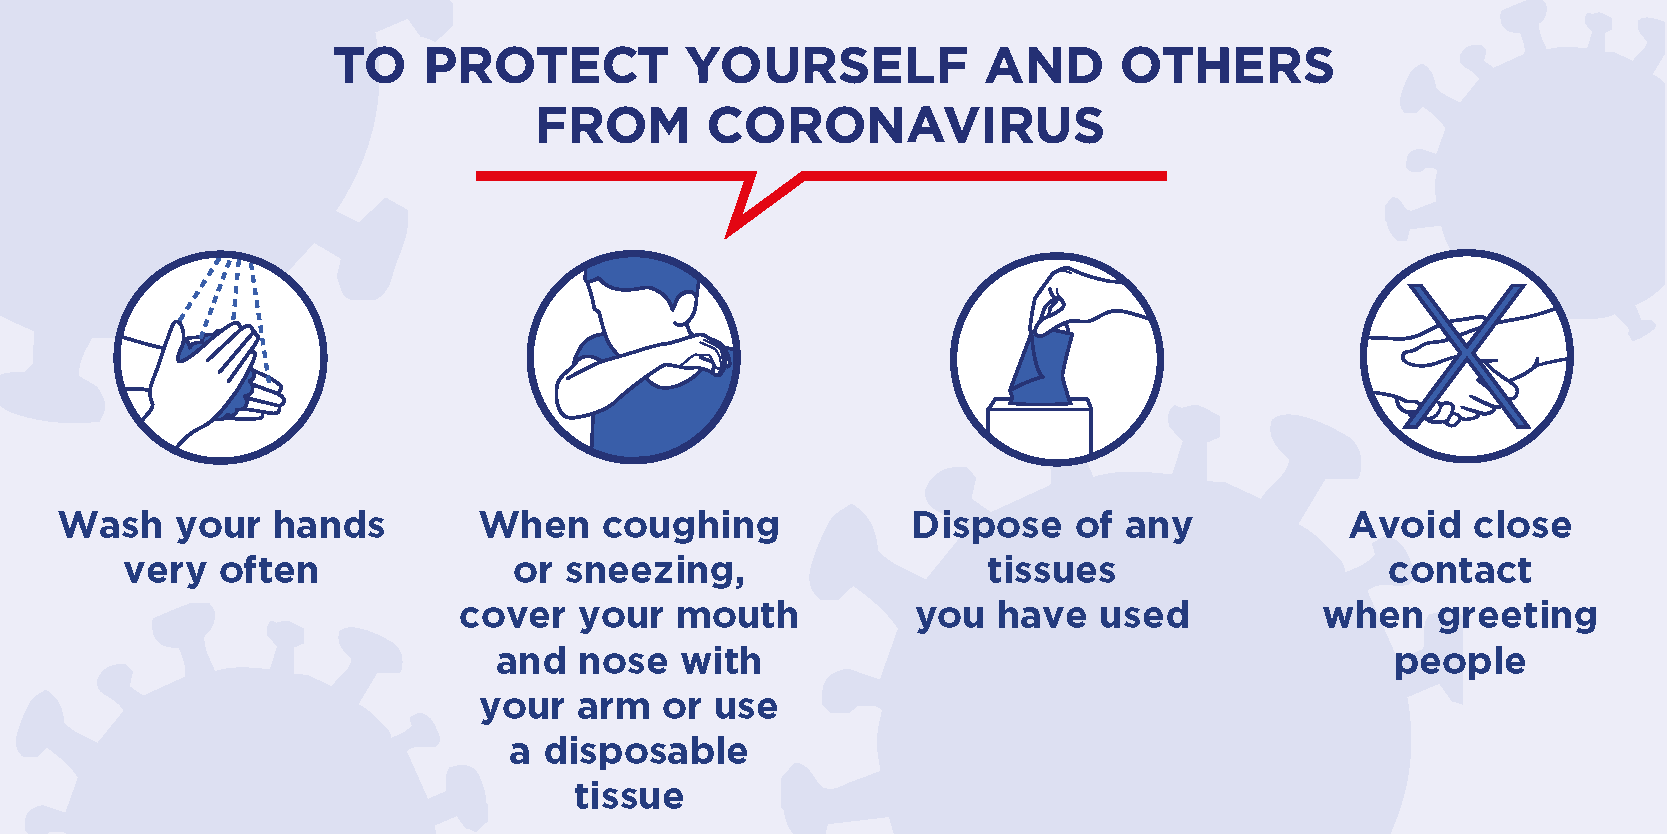 TO PROTECT YOURSELF AND OTHERS
FROM CORONAVIRUS
Wash your hands
very often
When coughing
or sneezing,
cover your mouth
and nose with
your arm or use
a disposable
tissue
Dispose of any
tissues
you have used
Avoid close
contact
when greeting
people